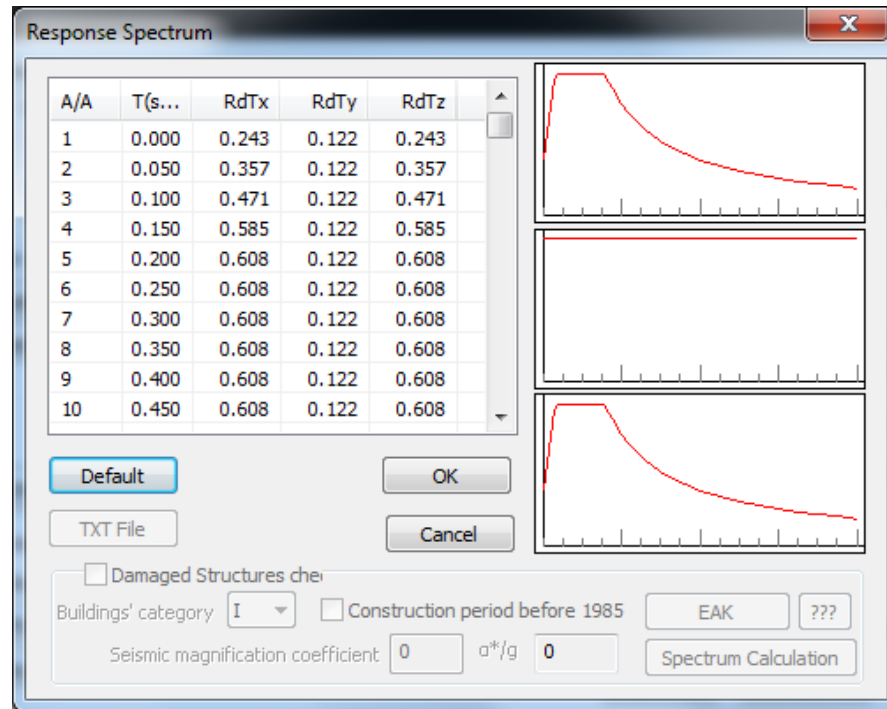 Response Spectrum
A/A T(s... RdTx RdTy RdTz
1 0.000 0.243 0.122 0.243
2 0.050 0.357 0.122 0.357
3 0.100 0.471 0.122 0.471
4 0.150 0.585 0.122 0.585
5 0.200 0.608 0.122 0.608
6 0.250 0.608 0.122 0.608
7 0.300 0.608 0.122 0.608
8 0.350 0.608 0.122 0.608
9 0.400 0.608 0.122 0.608
10 0.450 0.608 0.122 0.608
Default OK
TXT File Cancel
Damaged Structures che
Buildings' category I Construction period before 1985 EAK ???
Seismic magnification coefficient 0 a*/g 0 Spectrum Calculation